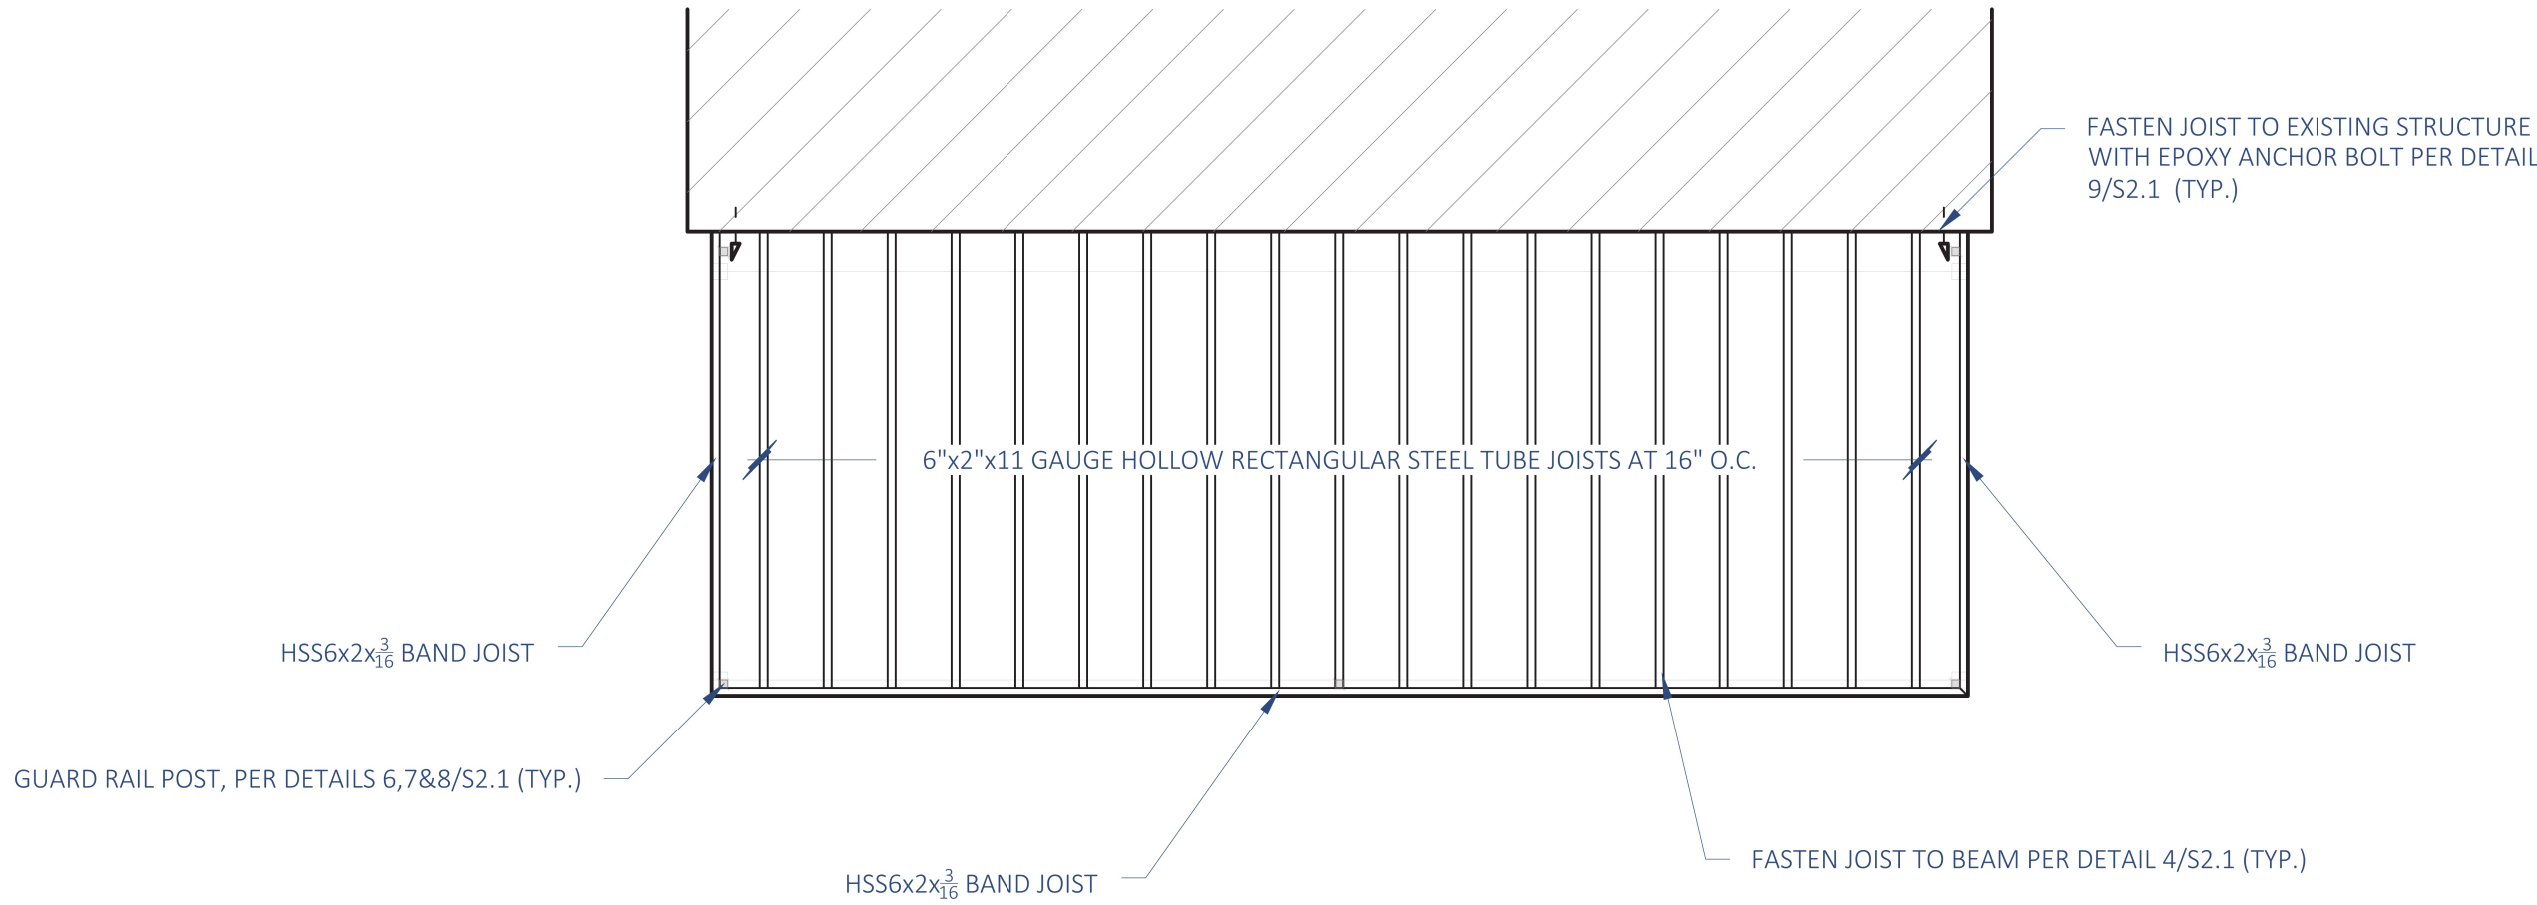 FASTEN JOIST TO EXISTING STRUCTURE
WITH EPOXY ANCHOR BOLT PER DETAIL
9/S2.1 (TYP.)
6"x2"x11 GAUGE HOLLOW RECTANGULAR STEEL TUBE JOISTS AT 16" O.C.
HSS6x2x3/16 BAND JOIST
HSS6x2x3/16 BAND JOIST
GUARD RAIL POST, PER DETAILS 6,7&8/S2.1 (TYP.)
FASTEN JOIST TO BEAM PER DETAIL 4/S2.1 (TYP.)
HSS6x2x3/16 BAND JOIST